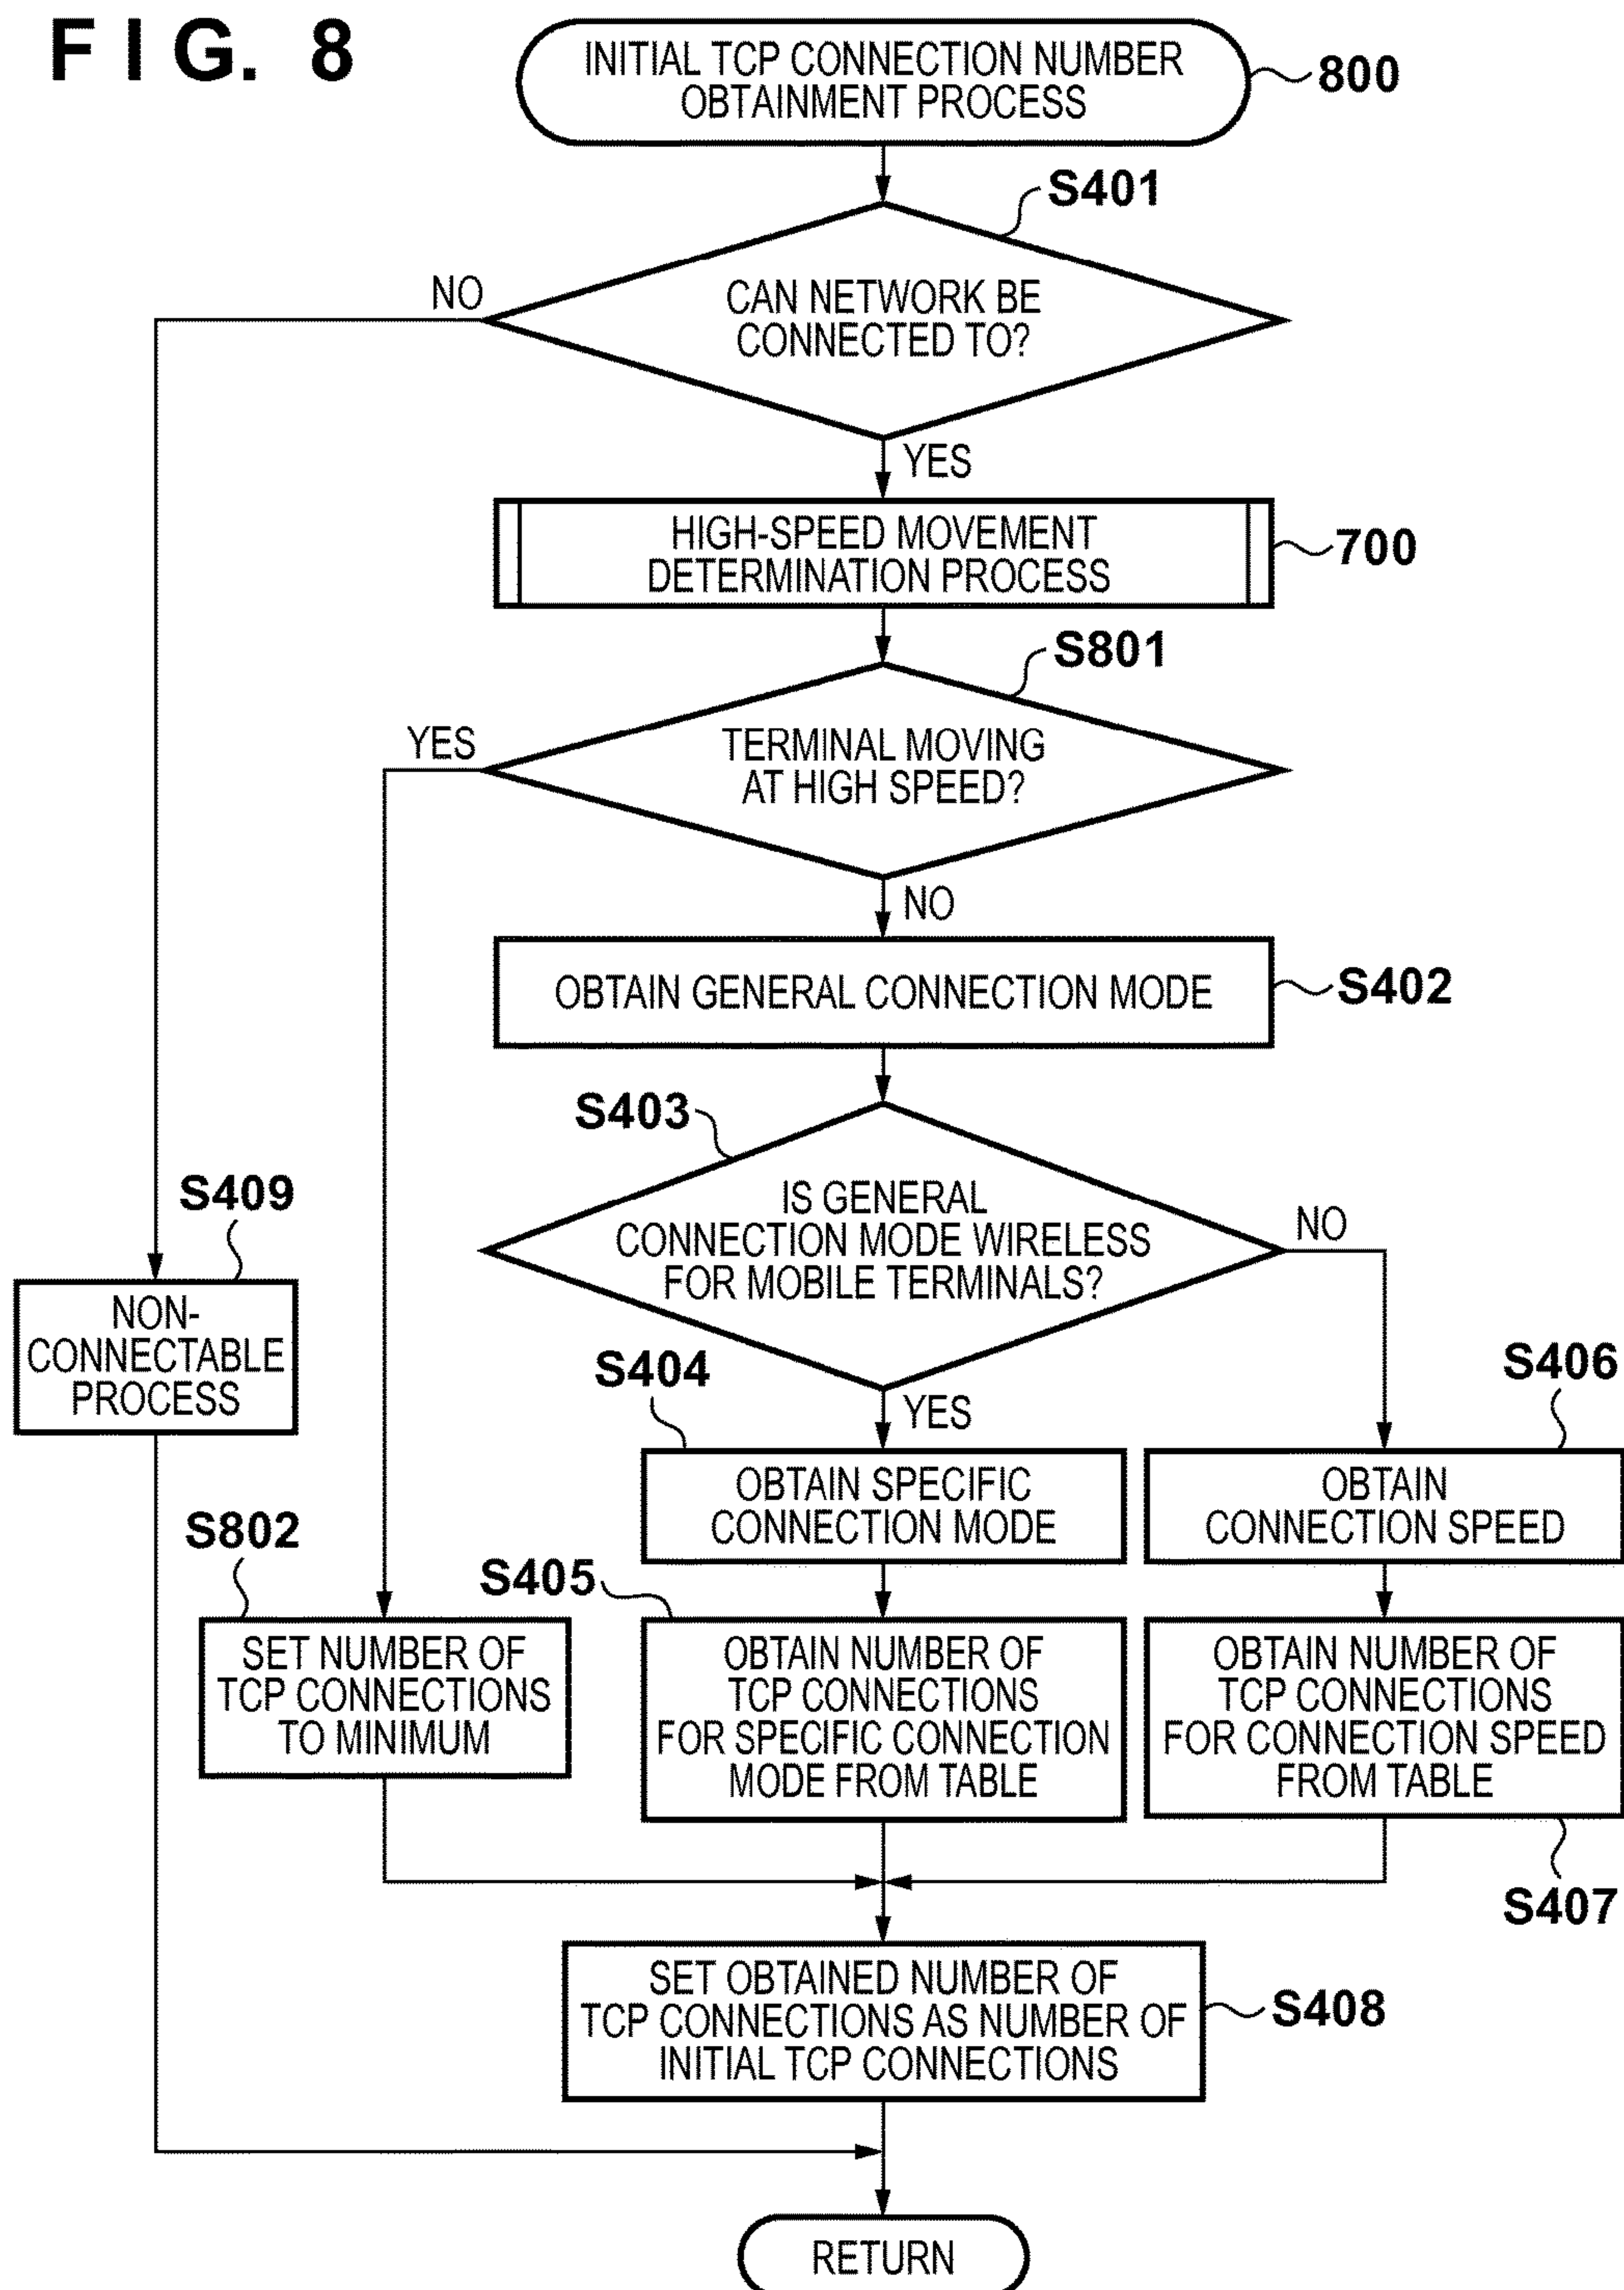 FIG. 8
INITIAL TCP CONNECTION NUMBER
OBTAINMENT PROCESS
800
S401
CAN NETWORK BE
CONNECTED TO?
NO
YES
HIGH-SPEED MOVEMENT
DETERMINATION PROCESS
700
S801
TERMINAL MOVING
AT HIGH SPEED?
YES
NO
OBTAIN GENERAL CONNECTION MODE
S402
S403
IS GENERAL
CONNECTION MODE WIRELESS
FOR MOBILE TERMINALS?
NO
YES
S409
NON-
CONNECTABLE
PROCESS
S404
OBTAIN SPECIFIC
CONNECTION MODE
S406
OBTAIN
CONNECTION SPEED
S802
SET NUMBER OF
TCP CONNECTIONS
TO MINIMUM
S405
OBTAIN NUMBER OF
TCP CONNECTIONS
FOR SPECIFIC CONNECTION
MODE FROM TABLE
OBTAIN NUMBER OF
TCP CONNECTIONS
FOR CONNECTION SPEED
FROM TABLE
S407
SET OBTAINED NUMBER OF
TCP CONNECTIONS AS NUMBER OF
INITIAL TCP CONNECTIONS
S408
RETURN